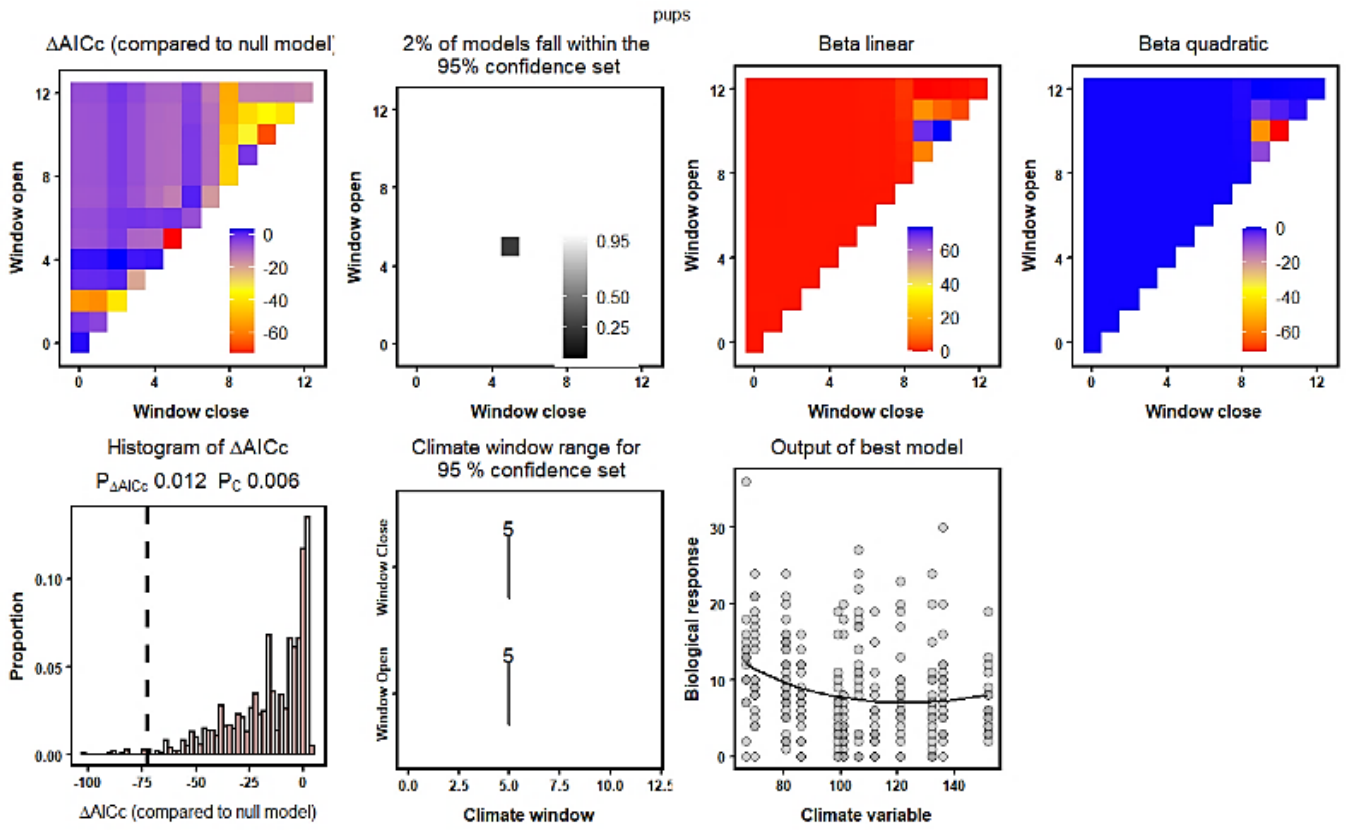 pups
ΔAICc (compared to null model)
12
8
4
0
Window open
0
-20
-40
-60
0
4
8
12
Window close
2% of models fall within the
95% confidence set
12
8
4
0
Window open
0.95
0.50
0.25
0
4
8
12
Window close
Beta linear
12
8
4
0
Window open
60
40
20
0
0
4
8
12
Window close
Beta quadratic
12
8
4
0
Window open
0
-20
-40
-60
0
4
8
12
Window close
Histogram of ΔAICc
PΔAICc 0.012 PC 0.006
0.10
0.05
0.00
Proportion
-100
-75
-50
-25
0
ΔAICc (compared to null model)
Climate window range for
95 % confidence set
Window Close
Window Open
5
5
0.0
2.5
5.0
7.5
10.0
12.5
Climate window
Output of best model
30
20
10
0
Biological response
80
100
120
140
Climate variable